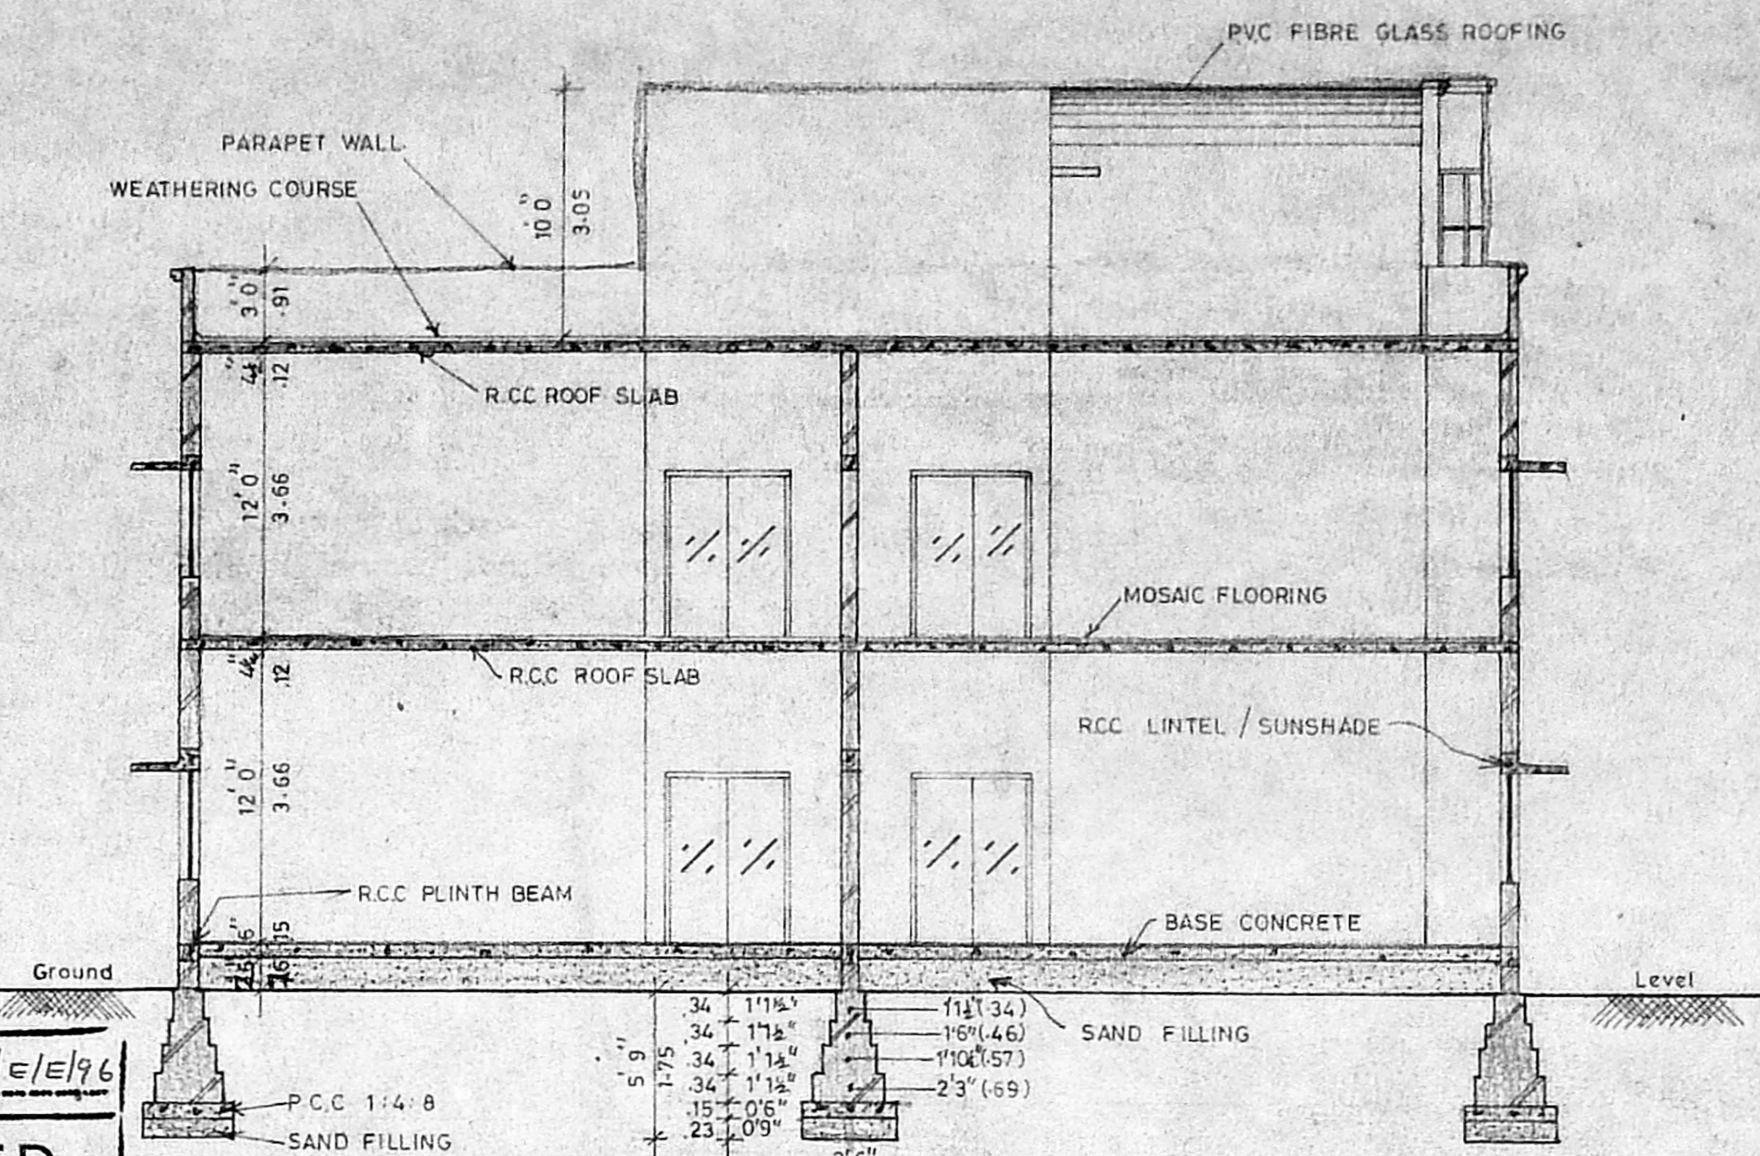 PVC FIBRE GLASS ROOFING
PARAPET WALL
WEATHERING COURSE
10'0"
3.05
3'0"
.91
4½"
.12
R.CC ROOF SLAB
12'0"
3.66
MOSAIC FLOORING
4½"
.12
R.C.C ROOF SLAB
RCC LINTEL / SUNSHADE
12'0"
3.66
R.C.C PLINTH BEAM
BASE CONCRETE
6"
.15
Ground
Level
.34 1'1½" 1'1½"(.34)
.34 1'1½" 1'6"(.46)
SAND FILLING
.34 1'1½" 1'10½"(.57)
.34 1'1½" 2'3"(.69)
.15 0'6"
.23 0'9"
5'9"
1.75
E/E/96
P.C.C 1:4:8
SAND FILLING